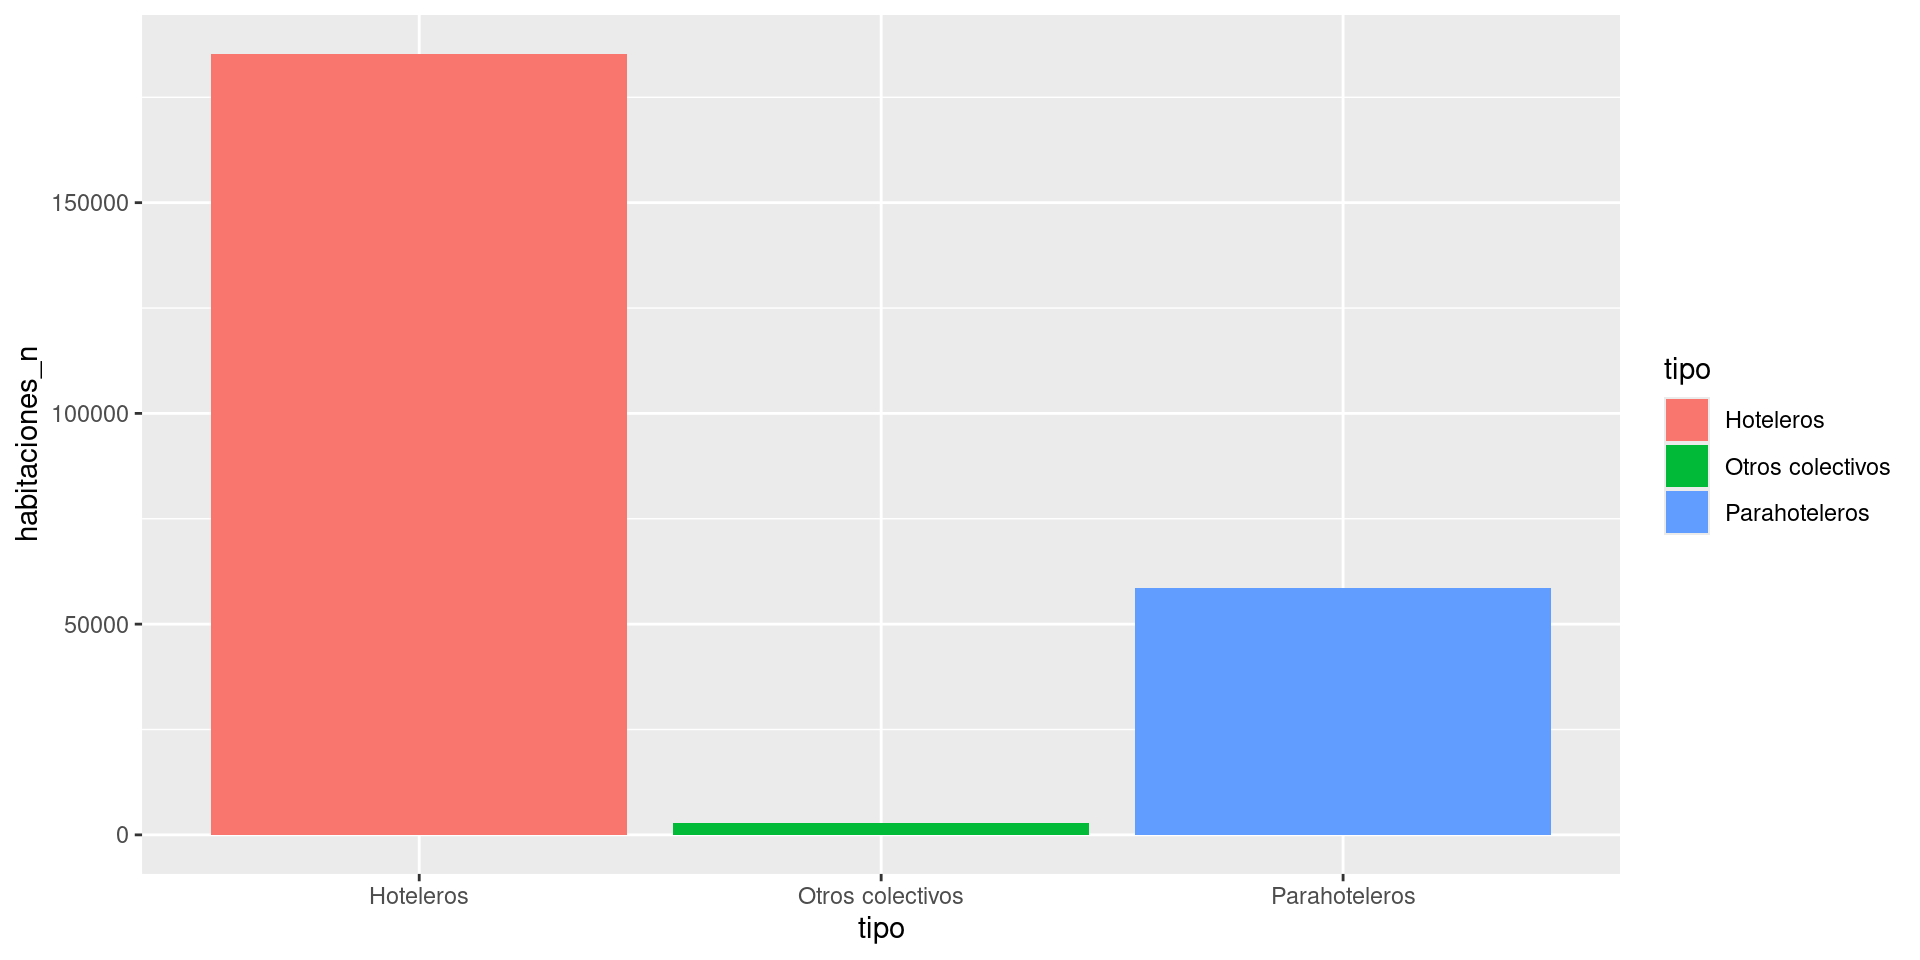 habitaciones_n
150000
100000
50000
0
Hoteleros
Otros colectivos
Parahoteleros
tipo
tipo
Hoteleros
Otros colectivos
Parahoteleros